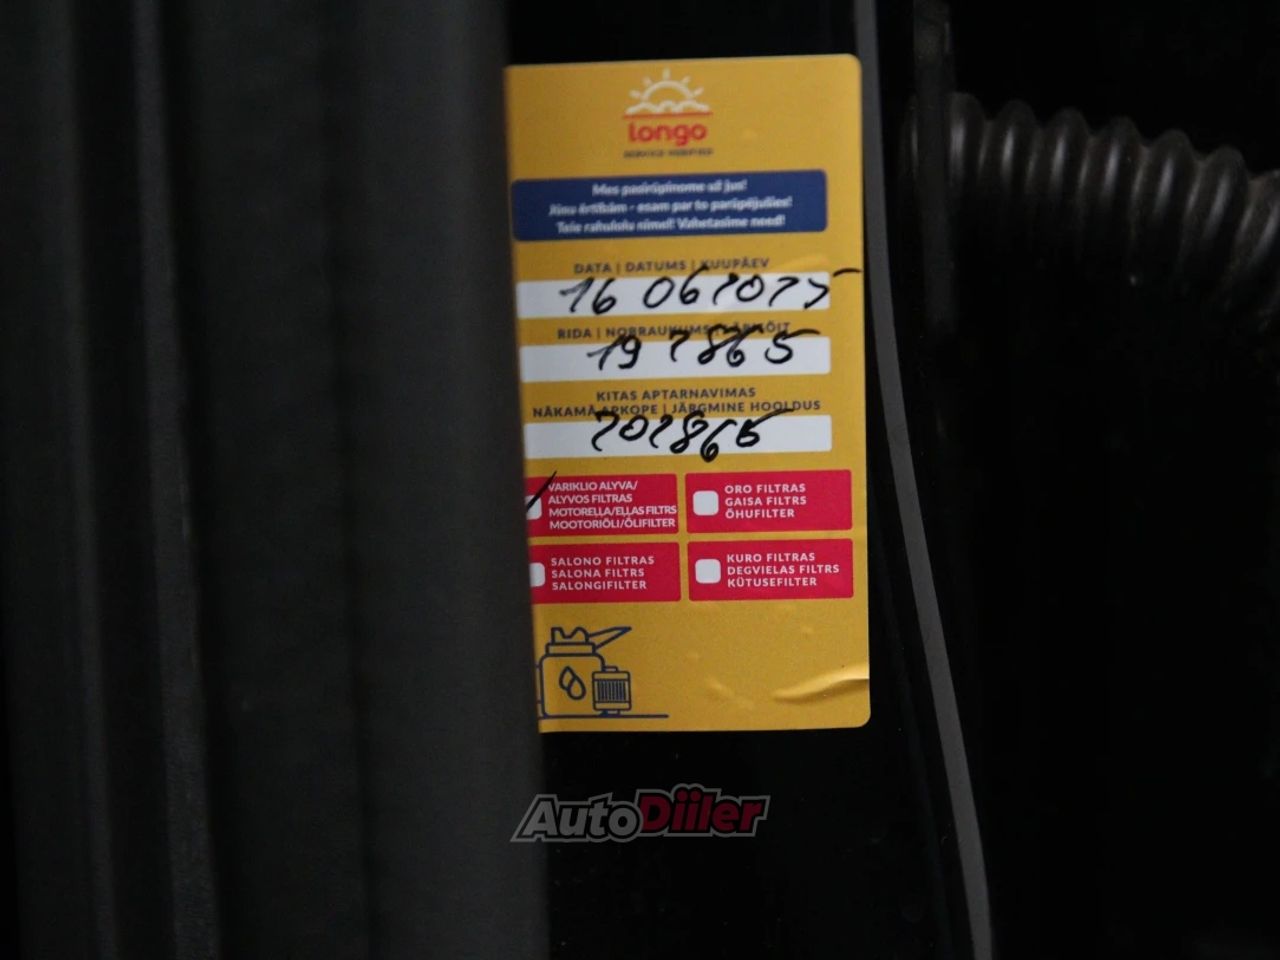 longo
SERVICE VERIFIED
Mes pasirūpinome už jus!
Jūsu ērtībām - esam par to parūpējušies!
Teie rahulolu nimel! Vahetasime need!
DATA | DATUMS | KUUPÄEV
16 06 2025
RIDA | NOBRAUKUMS | LÄBISÕIT
197865
KITAS APTARNAVIMAS
NĀKAMĀ APKOPE | JÄRGMINE HOOLDUS
202865
VARIKLIO ALYVA/
ALYVOS FILTRAS
MOTOREĻĻA/EĻĻAS FILTRS
MOOTORIÕLI/ÕLIFILTER
ORO FILTRAS
GAISA FILTRS
ÕHUFILTER
SALONO FILTRAS
SALONA FILTRS
SALONGIFILTER
KURO FILTRAS
DEGVIELAS FILTRS
KÜTUSEFILTER
AutoDiiler